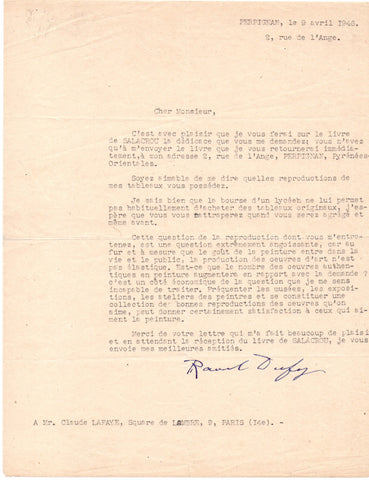 PERPIGNAN, le 9 avril 1946.
2, rue de l'Ange.
Cher Monsieur,
C'est avec plaisir que je vous ferai sur le livre
de SALACROU la dédicace que vous me demandez; vous n'avez
qu'à m'envoyer le livre que je vous retournerai immédia-
tement, à mon adresse 2, rue de l'Ange, PERPIGNAN, Pyrénées-
Orientales.
Soyez aimable de me dire quelles reproductions de
mes tableaux vous possédez.
Je sais bien que la bourse d'un lycéen ne lui permet
pas habituellement d'acheter des tableaux originaux, j'es-
père que vous vous rattraperez quand vous serez agrégé et
même avant.
Cette question de la reproduction dont vous m'entre-
tenez, est une question extrêmement angoissante, car au
fur et à mesure que le goût de la peinture entre dans la
vie et le public, la production des oeuvres d'art n'est
pas élastique. Est-ce que le nombre des oeuvres authen-
tiques en peinture augmentera en rapport avec la demande ?
c'est un côté économique de la question que je me sens
incapable de traiter. Fréquenter les musées, les exposi-
tions, les ateliers des peintres et se constituer une
collection de bonnes reproductions des oeuvres qu'on
aime, peut donner certainement satisfaction à ceux qui ai-
ment la peinture.
Merci de votre lettre qui m'a fait beaucoup de plaisi
et en attendant la réception du livre de SALACROU, je vous
envoie mes meilleures amitiés.
Raoul Dufy
A Mr. Claude LAFAYE, Square de 9, PARIS (14e). -